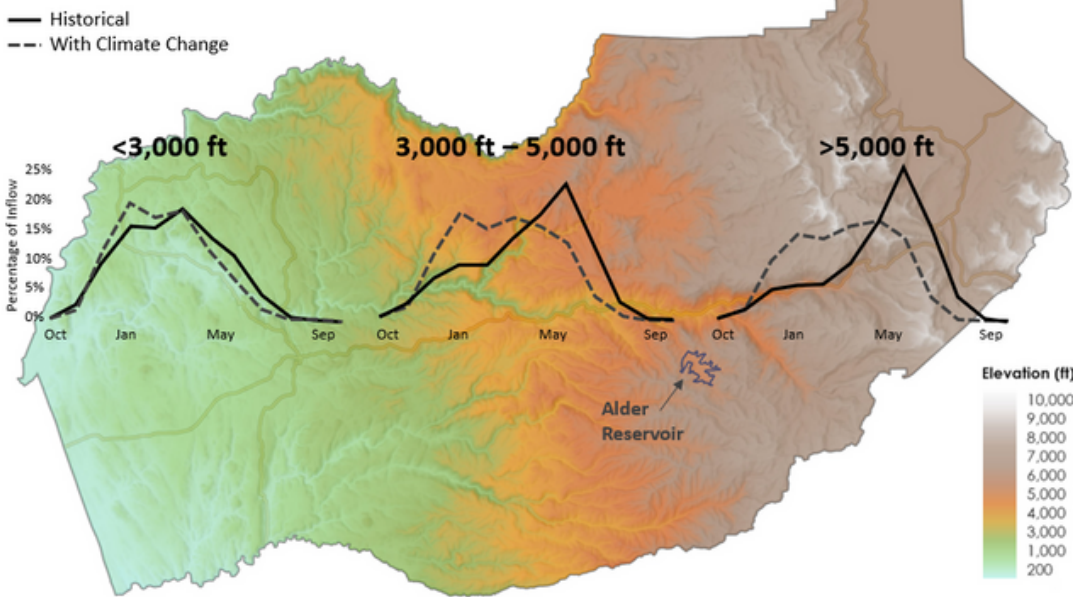 Historical
With Climate Change
<3,000 ft
3,000 ft – 5,000 ft
>5,000 ft
Percentage of Inflow
25%
20%
15%
10%
5%
0%
Oct
Jan
May
Sep
Oct
Jan
May
Sep
Oct
Jan
May
Sep
Alder
Reservoir
Elevation (ft)
10,000
9,000
8,000
7,000
6,000
5,000
4,000
3,000
1,000
200